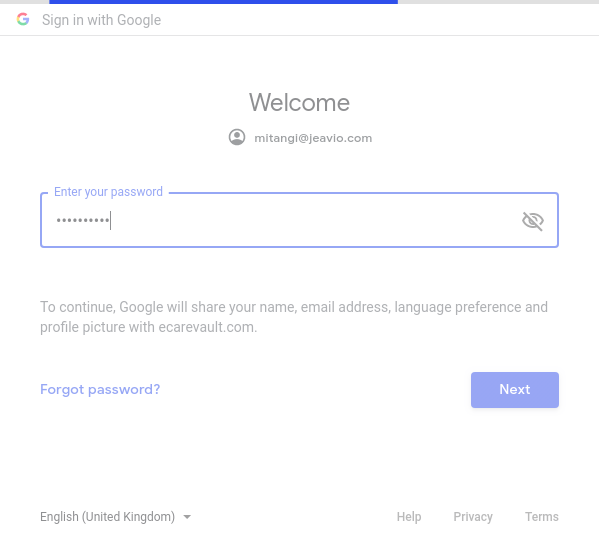 Sign in with Google
Welcome
mitangi@jeavio.com
Enter your password
••••••••••
To continue, Google will share your name, email address, language preference and
profile picture with ecarevault.com.
Forgot password?
Next
English (United Kingdom)
Help Privacy Terms